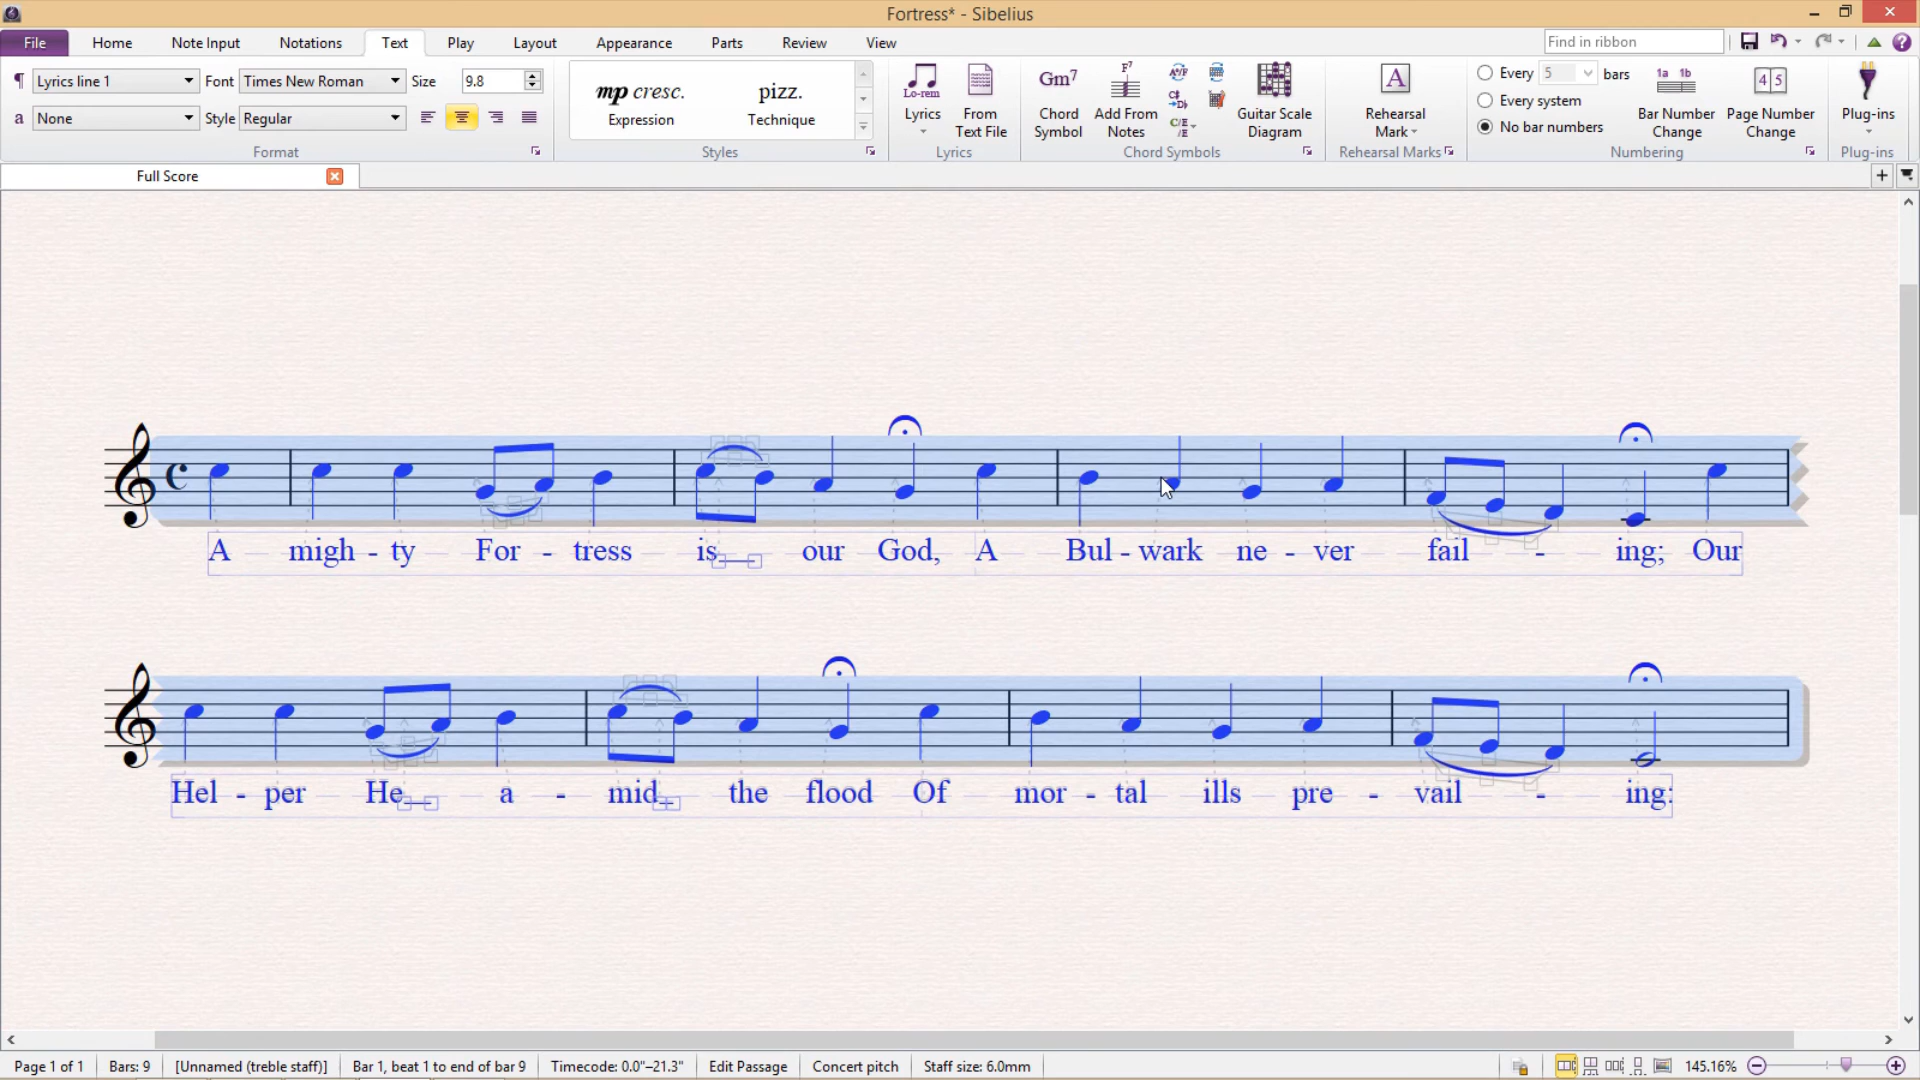 Fortress* - Sibelius
File Home Note Input Notations Text Play Layout Appearance Parts Review View Find in ribbon
Lyrics line 1 Font Times New Roman Size 9.8
a None Style Regular
Format
mp cresc. pizz.
Expression Technique
Styles
Lo-rem
Lyrics From Text File
Lyrics
Gm7 F7
Chord Symbol Add From Notes Guitar Scale Diagram
Chord Symbols
A
Rehearsal Mark
Rehearsal Marks
Every 5 bars
Every system
No bar numbers
1a 1b 4 5
Bar Number Change Page Number Change
Numbering
Plug-ins
Plug-ins
Full Score
A migh - ty For - tress is our God, A Bul - wark ne - ver fail - ing; Our
Hel - per He a - mid the flood Of mor - tal ills pre - vail - ing:
Page 1 of 1 Bars: 9 [Unnamed (treble staff)] Bar 1, beat 1 to end of bar 9 Timecode: 0.0"–21.3" Edit Passage Concert pitch Staff size: 6.0mm 145.16%